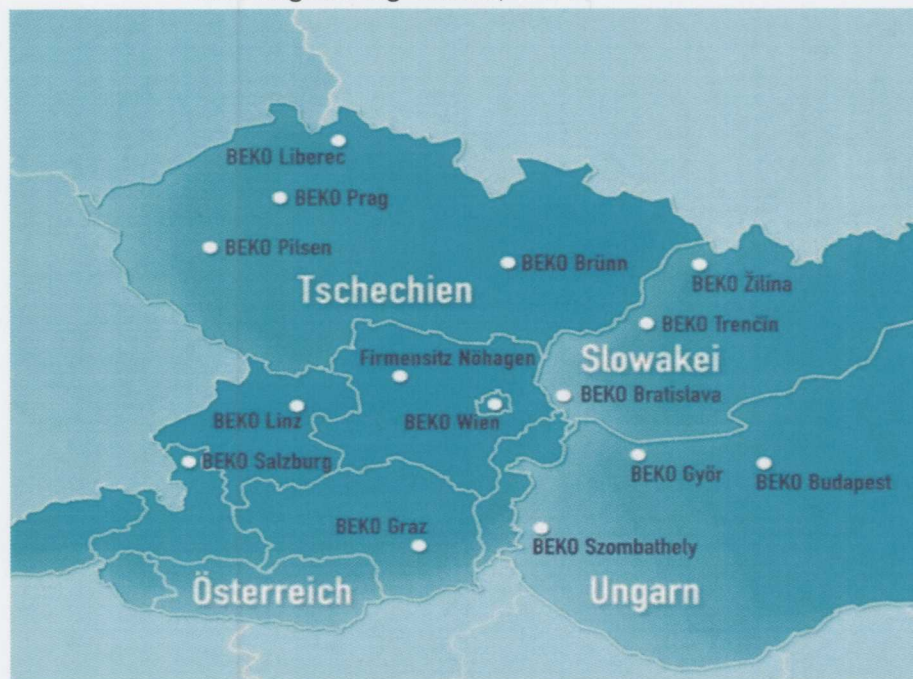 BEKO Liberec
BEKO Prag
BEKO Pilsen
BEKO Brünn
BEKO Žilina
Tschechien
BEKO Trenčín
Firmensitz Nöhagen
Slowakei
BEKO Bratislava
BEKO Linz
BEKO Wien
BEKO Salzburg
BEKO Györ
BEKO Budapest
BEKO Graz
BEKO Szombathely
Österreich
Ungarn